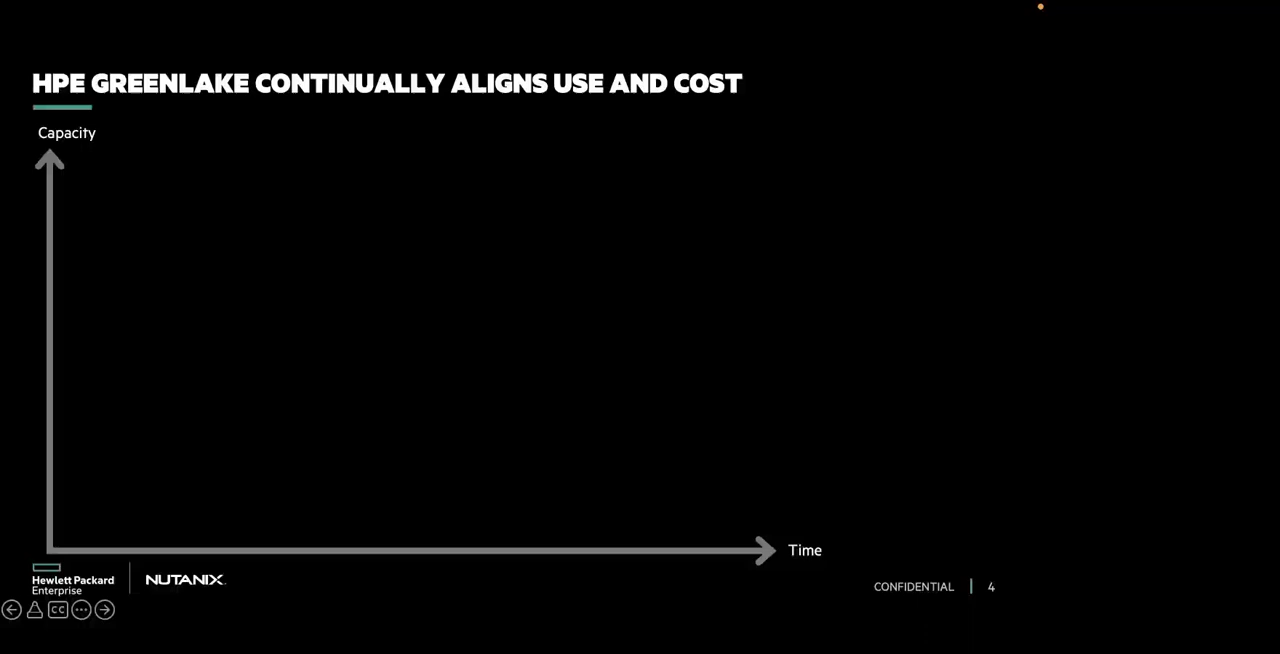 HPE GREENLAKE CONTINUALLY ALIGNS USE AND COST
Capacity
Time
Hewlett Packard
Enterprise
NUTANIX
CONFIDENTIAL
4
CC